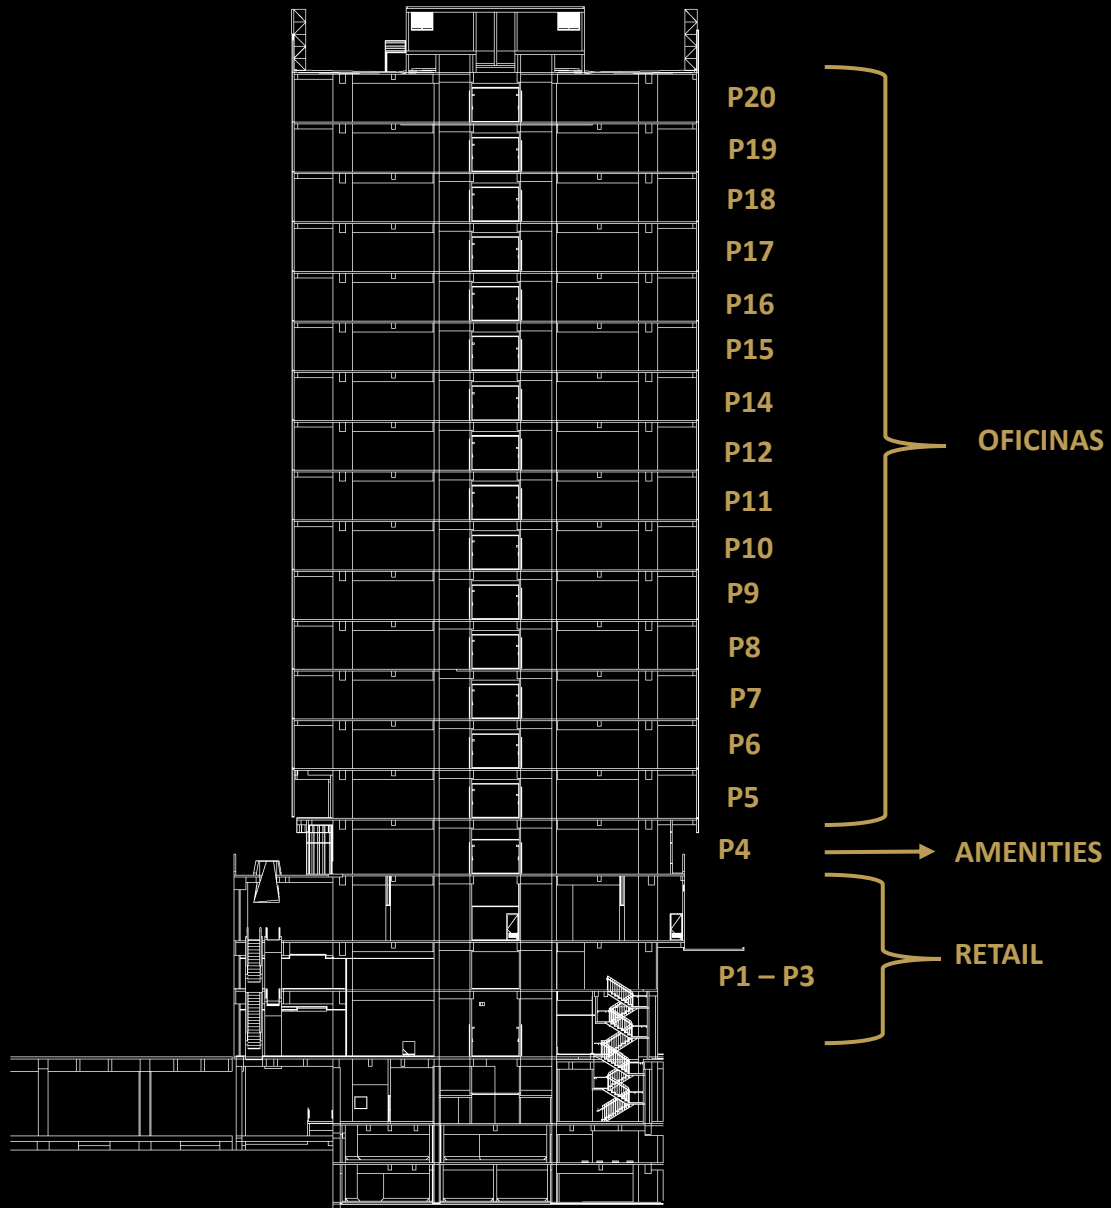 P20
P19
P18
P17
P16
P15
P14
P12
OFICINAS
P11
P10
P9
P8
P7
P6
P5
P4
AMENITIES
P1 – P3
RETAIL